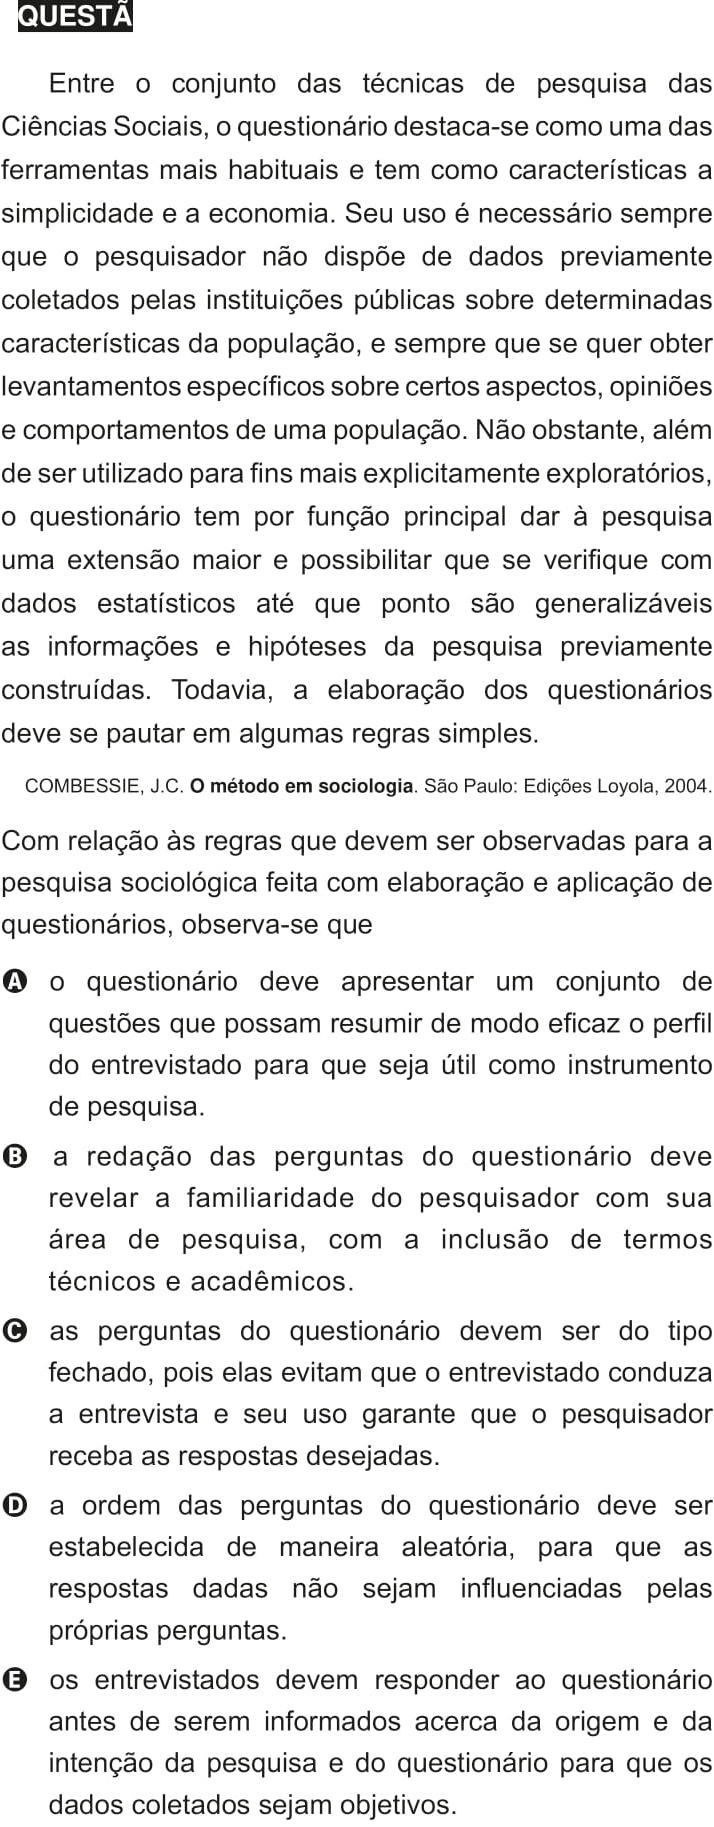 QUESTÃ
Entre o conjunto das técnicas de pesquisa das
Ciências Sociais, o questionário destaca-se como uma das
ferramentas mais habituais e tem como características a
simplicidade e a economia. Seu uso é necessário sempre
que o pesquisador não dispõe de dados previamente
coletados pelas instituições públicas sobre determinadas
características da população, e sempre que se quer obter
levantamentos específicos sobre certos aspectos, opiniões
e comportamentos de uma população. Não obstante, além
de ser utilizado para fins mais explicitamente exploratórios,
o questionário tem por função principal dar à pesquisa
uma extensão maior e possibilitar que se verifique com
dados estatísticos até que ponto são generalizáveis
as informações e hipóteses da pesquisa previamente
construídas. Todavia, a elaboração dos questionários
deve se pautar em algumas regras simples.
COMBESSIE, J.C. O método em sociologia. São Paulo: Edições Loyola, 2004.
Com relação às regras que devem ser observadas para a
pesquisa sociológica feita com elaboração e aplicação de
questionários, observa-se que
A o questionário deve apresentar um conjunto de
questões que possam resumir de modo eficaz o perfil
do entrevistado para que seja útil como instrumento
de pesquisa.
B a redação das perguntas do questionário deve
revelar a familiaridade do pesquisador com sua
área de pesquisa, com a inclusão de termos
técnicos e acadêmicos.
C as perguntas do questionário devem ser do tipo
fechado, pois elas evitam que o entrevistado conduza
a entrevista e seu uso garante que o pesquisador
receba as respostas desejadas.
D a ordem das perguntas do questionário deve ser
estabelecida de maneira aleatória, para que as
respostas dadas não sejam influenciadas pelas
próprias perguntas.
E os entrevistados devem responder ao questionário
antes de serem informados acerca da origem e da
intenção da pesquisa e do questionário para que os
dados coletados sejam objetivos.